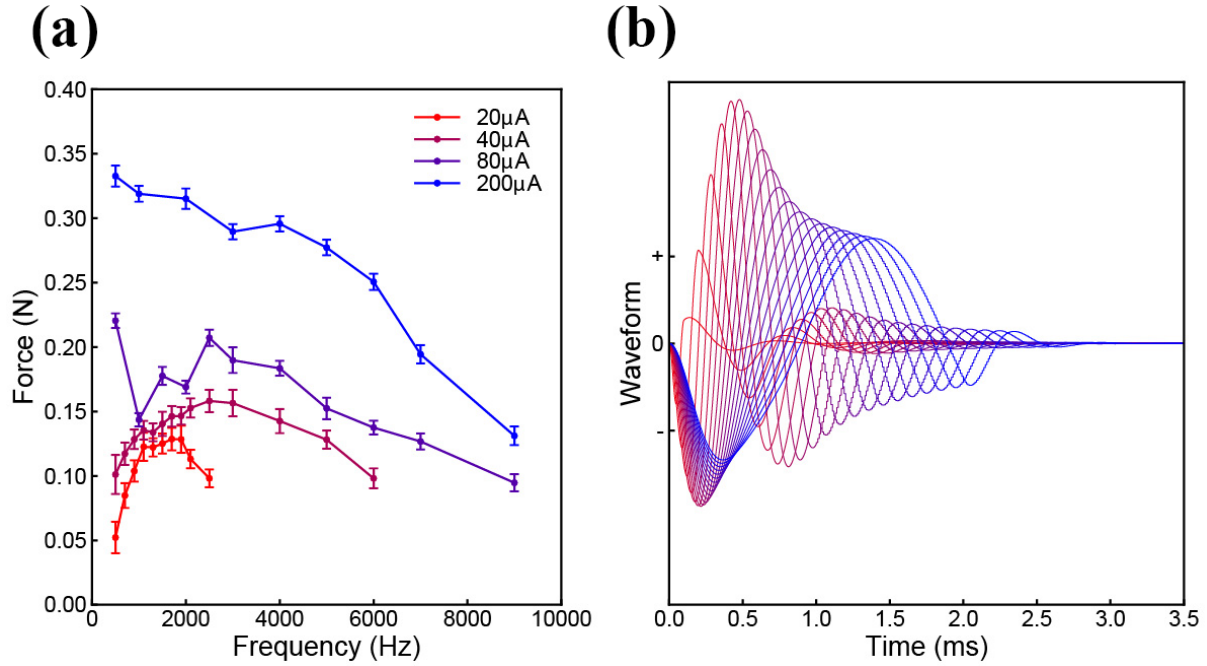 (a)
0.40
0.35
0.30
0.25
0.20
0.15
0.10
0.05
0.00
Force (N)
20µA
40µA
80µA
200µA
0 2000 4000 6000 8000 10000
Frequency (Hz)
(b)
+
0
-
Waveform
0.0 0.5 1.0 1.5 2.0 2.5 3.0 3.5
Time (ms)